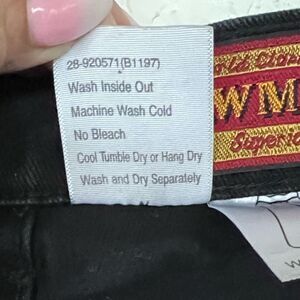 28-920571(B1197)
Wash Inside Out
Machine Wash Cold
No Bleach
Cool Tumble Dry or Hang Dry
Wash and Dry Separately
WM